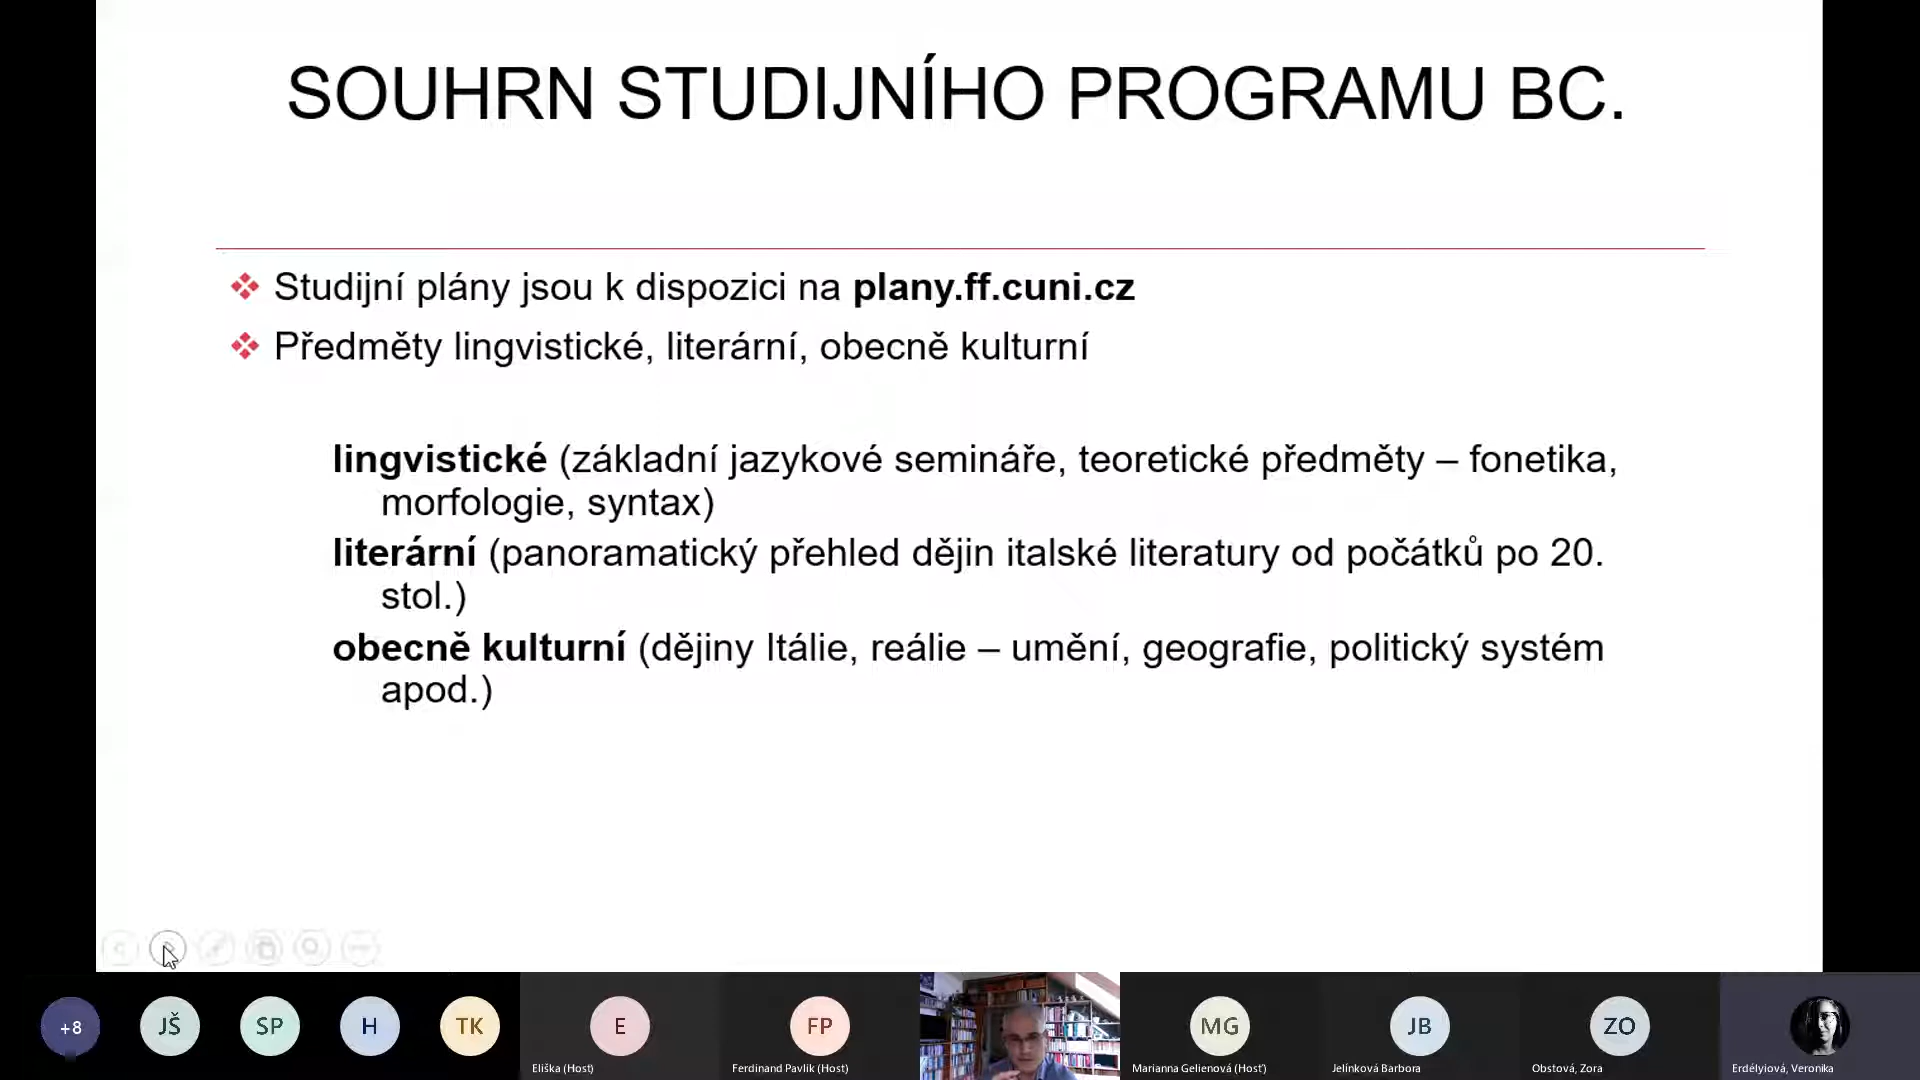 SOUHRN STUDIJNÍHO PROGRAMU BC.
Studijní plány jsou k dispozici na plany.ff.cuni.cz
Předměty lingvistické, literární, obecně kulturní
lingvistické (základní jazykové semináře, teoretické předměty – fonetika,
morfologie, syntax)
literární (panoramatický přehled dějin italské literatury od počátků po 20.
stol.)
obecně kulturní (dějiny Itálie, reálie – umění, geografie, politický systém
apod.)
+8
JŠ
SP
H
TK
E
FP
MG
JB
ZO
Eliška (Host)
Ferdinand Pavlík (Host)
Marianna Gelienová (Hosť)
Jelínková Barbora
Obstová, Zora
Erdélyiová, Veronika